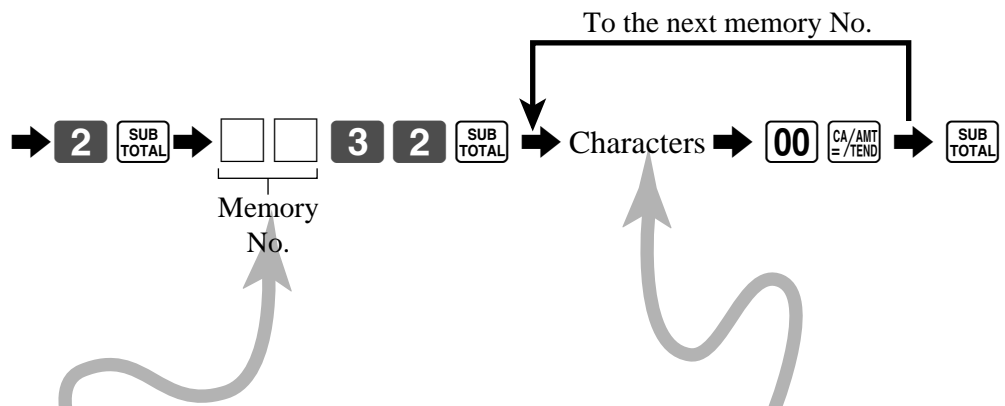 To the next memory No.
2 SUB TOTAL 3 2 SUB TOTAL Characters 00 CA/AMT = /TEND SUB TOTAL
Memory
No.